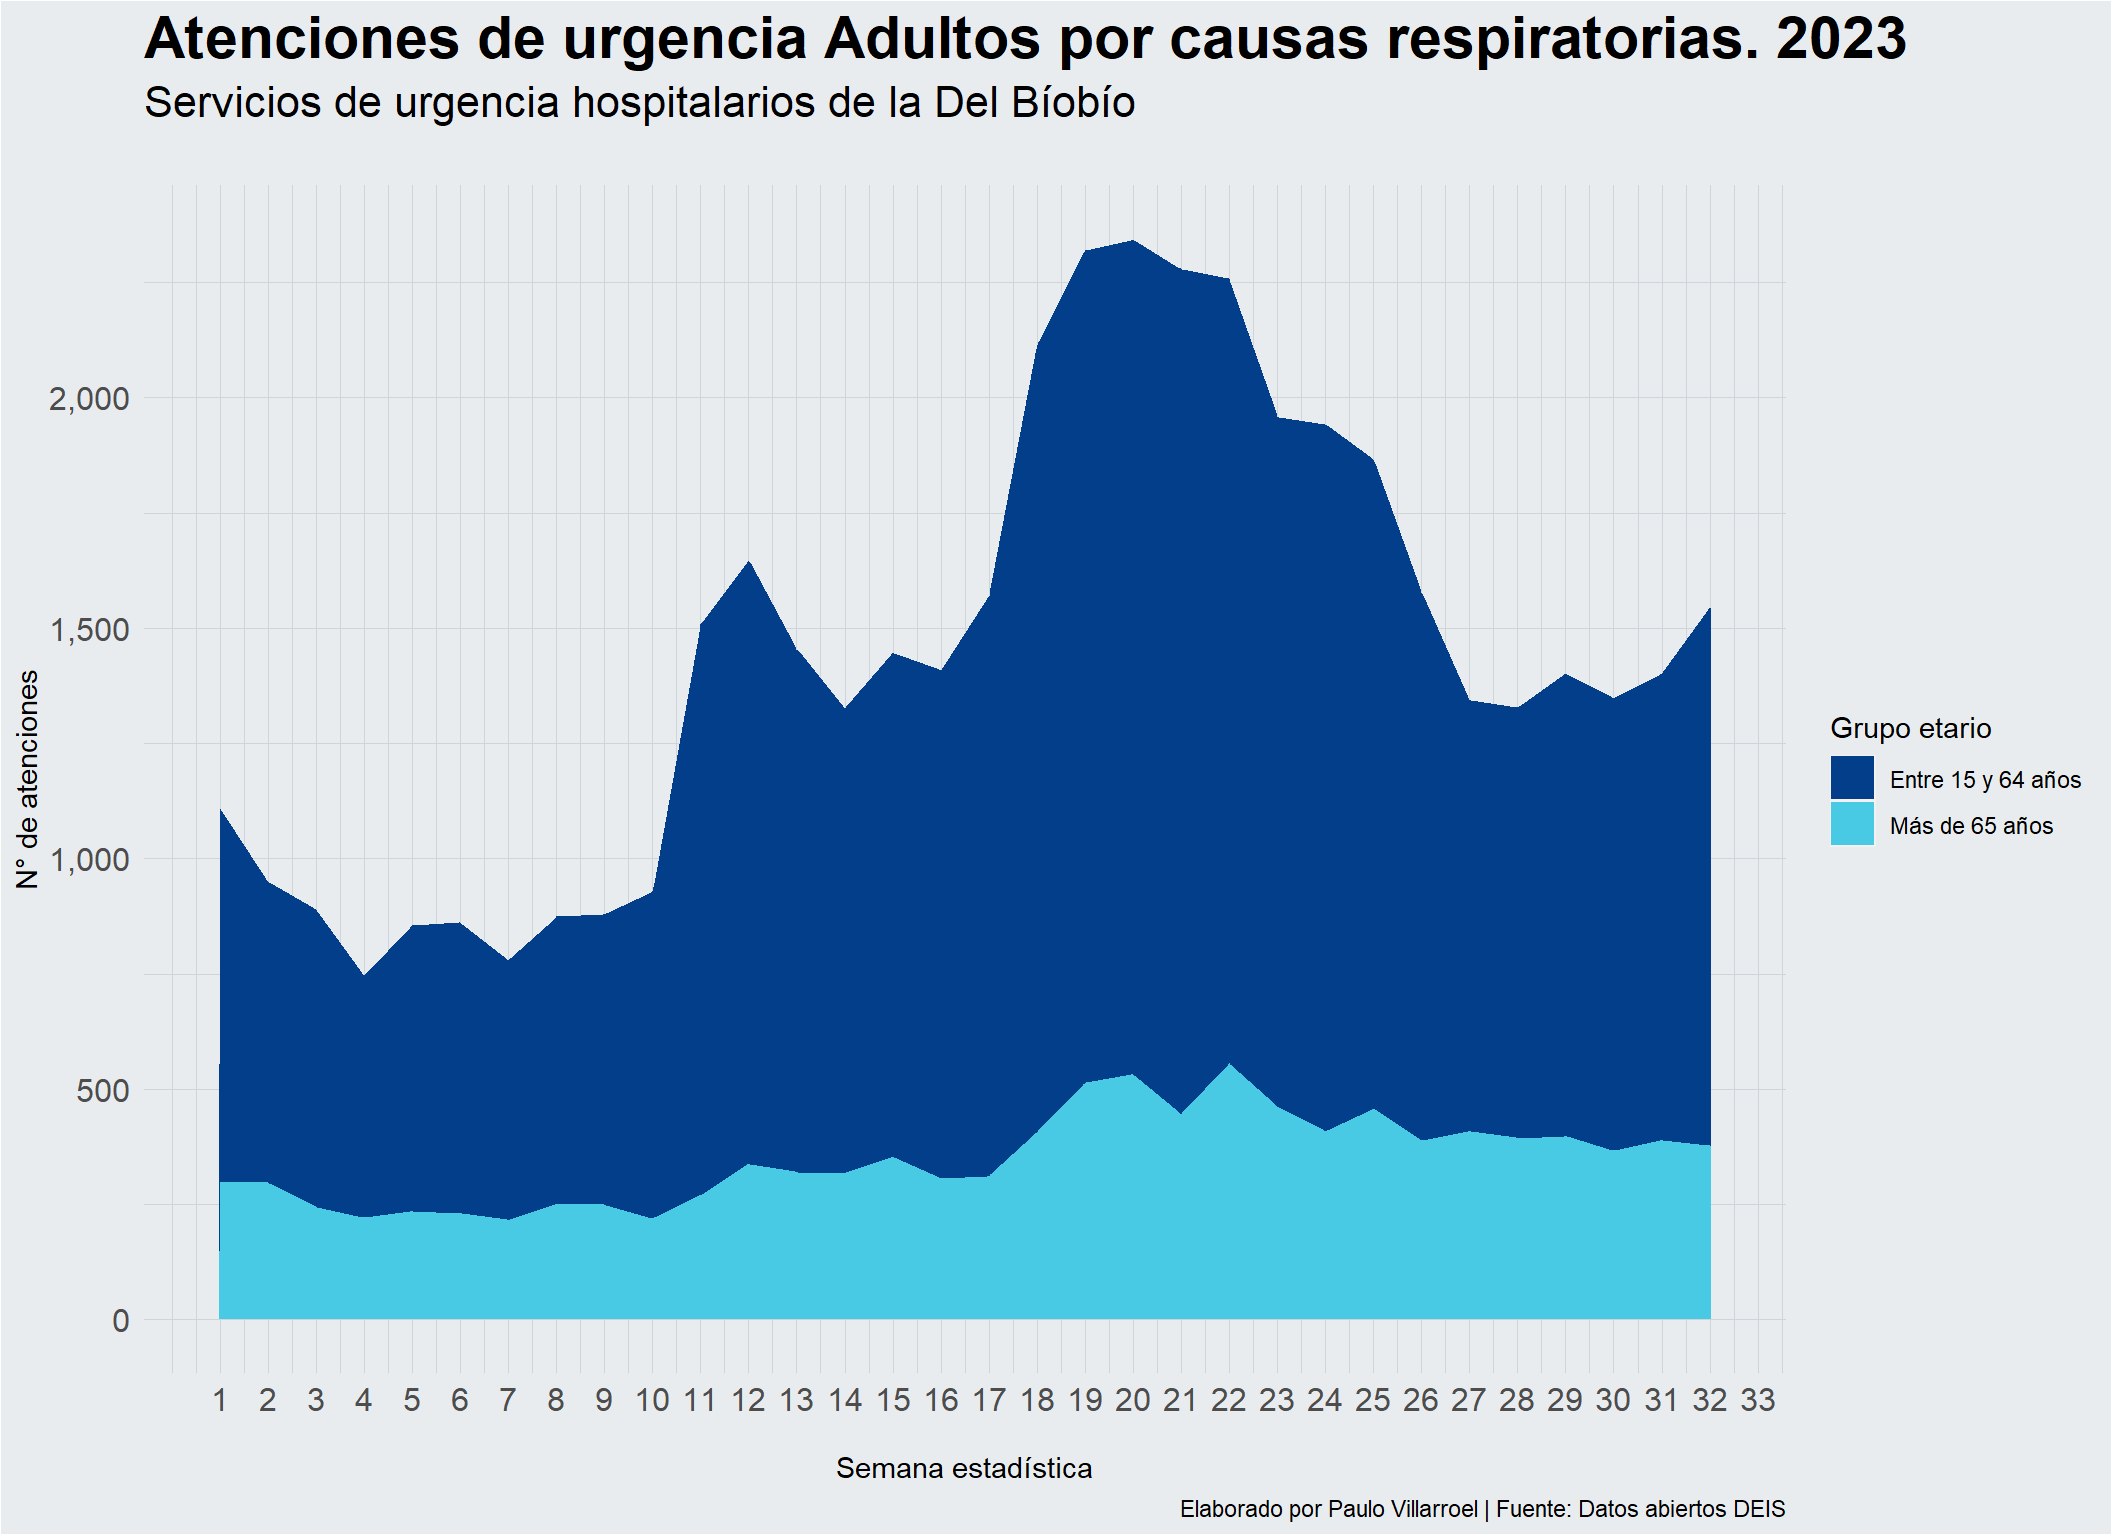 Atenciones de urgencia Adultos por causas respiratorias. 2023
Servicios de urgencia hospitalarios de la Del Bíobío
N° de atenciones
2,000
1,500
1,000
500
0
1 2 3 4 5 6 7 8 9 10 11 12 13 14 15 16 17 18 19 20 21 22 23 24 25 26 27 28 29 30 31 32 33
Semana estadística
Grupo etario
Entre 15 y 64 años
Más de 65 años
Elaborado por Paulo Villarroel | Fuente: Datos abiertos DEIS